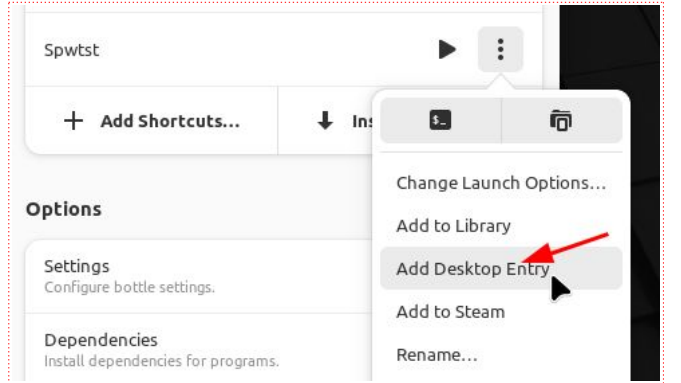 Spwtst
Add Shortcuts...
$_
Change Launch Options...
Options
Add to Library
Settings
Add Desktop Entry
Configure bottle settings.
Add to Steam
Dependencies
Install dependencies for programs.
Rename...